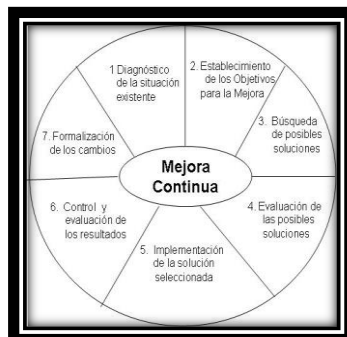 1 Diagnóstico
de la situación
existente
2. Establecimiento
de los Objetivos
para la Mejora
3. Búsqueda
de posibles
soluciones
4. Evaluación de
las posibles
soluciones
5. Implementación
de la solución
seleccionada
6. Control y
evaluación de
los resultados
7. Formalización
de los cambios
Mejora
Continua